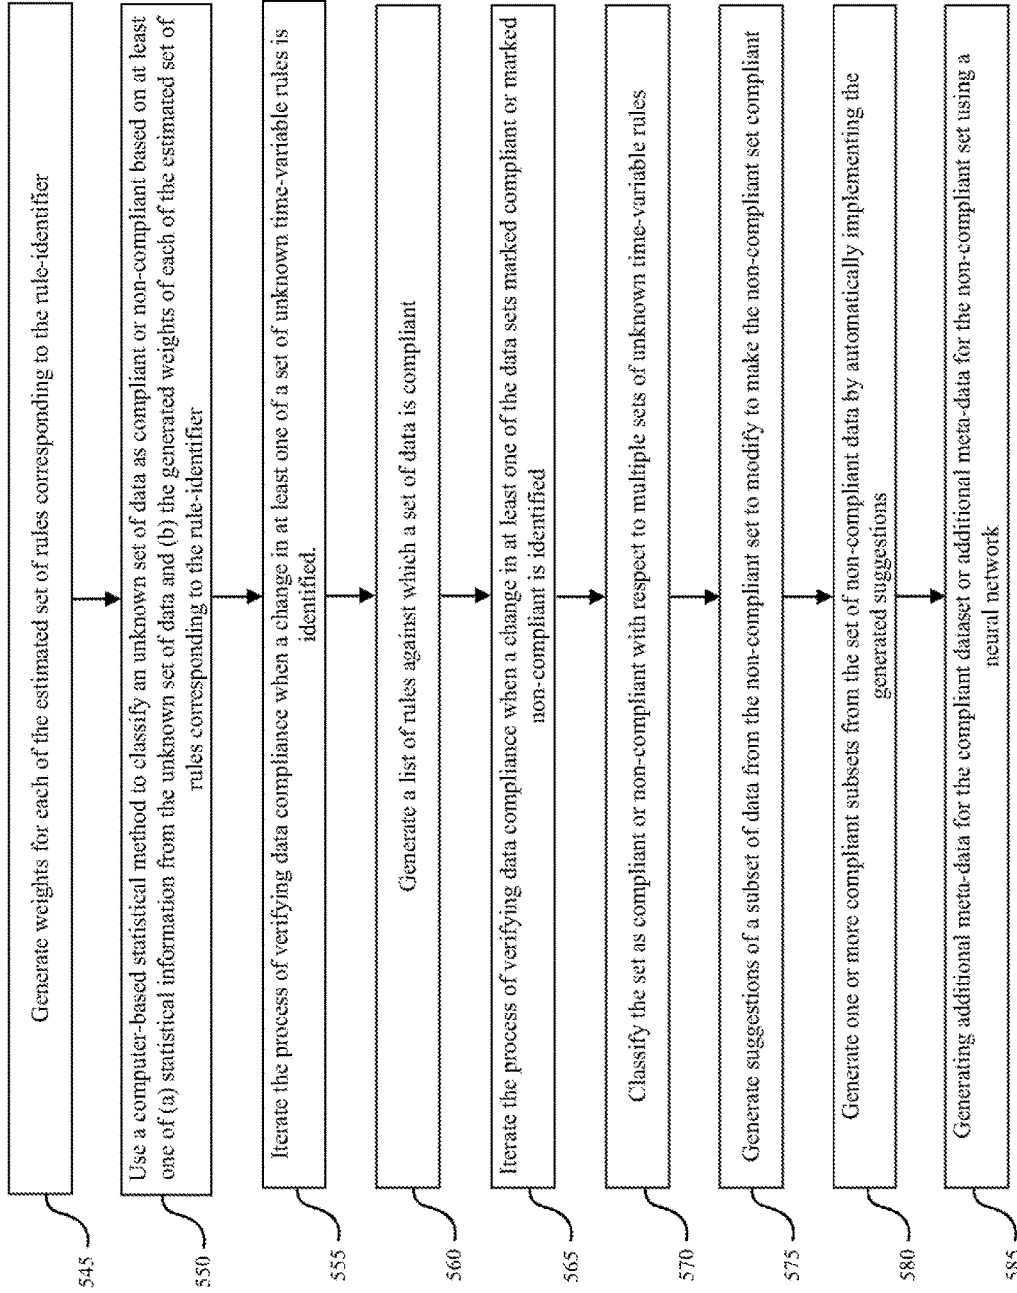 Generate weights for each of the estimated set of rules corresponding to the rule-identifier
545
Use a computer-based statistical method to classify an unknown set of data as compliant or non-compliant based on at least
one of (a) statistical information from the unknown set of data and (b) the generated weights of each of the estimated set of
rules corresponding to the rule-identifier
550
Iterate the process of verifying data compliance when a change in at least one of a set of unknown time-variable rules is
identified.
555
Generate a list of rules against which a set of data is compliant
560
Iterate the process of verifying data compliance when a change in at least one of the data sets marked compliant or marked
non-compliant is identified
565
Classify the set as compliant or non-compliant with respect to multiple sets of unknown time-variable rules
570
Generate suggestions of a subset of data from the non-compliant set to modify to make the non-compliant set compliant
575
Generate one or more compliant subsets from the set of non-compliant data by automatically implementing the
generated suggestions
580
Generating additional meta-data for the compliant dataset or additional meta-data for the non-compliant set using a
neural network
585